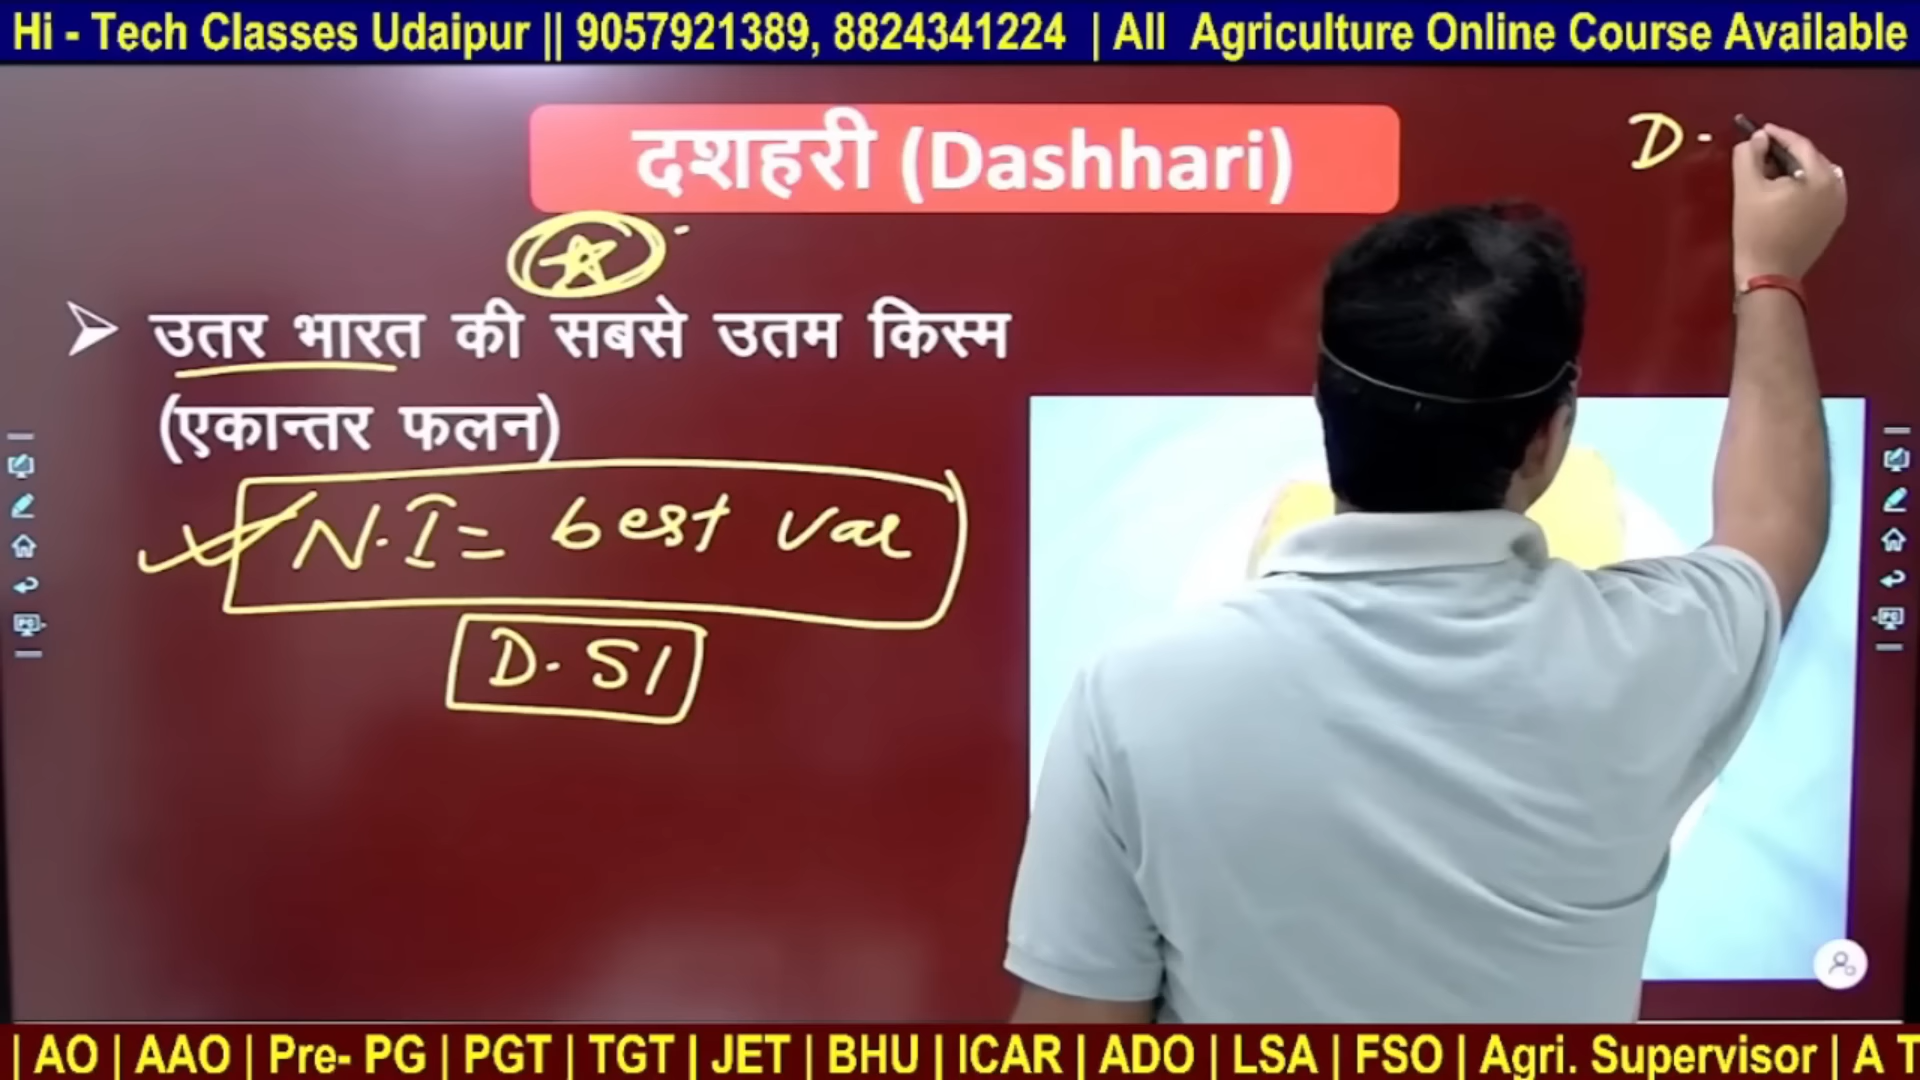 Hi - Tech Classes Udaipur || 9057921389, 8824341224 | All Agriculture Online Course Available
दशहरी (Dashhari)
D -
उतर भारत की सबसे उतम किस्म
(एकान्तर फलन)
N.I = best var
D. 51
| AO | AAO | Pre- PG | PGT | TGT | JET | BHU | ICAR | ADO | LSA | FSO | Agri. Supervisor | A T